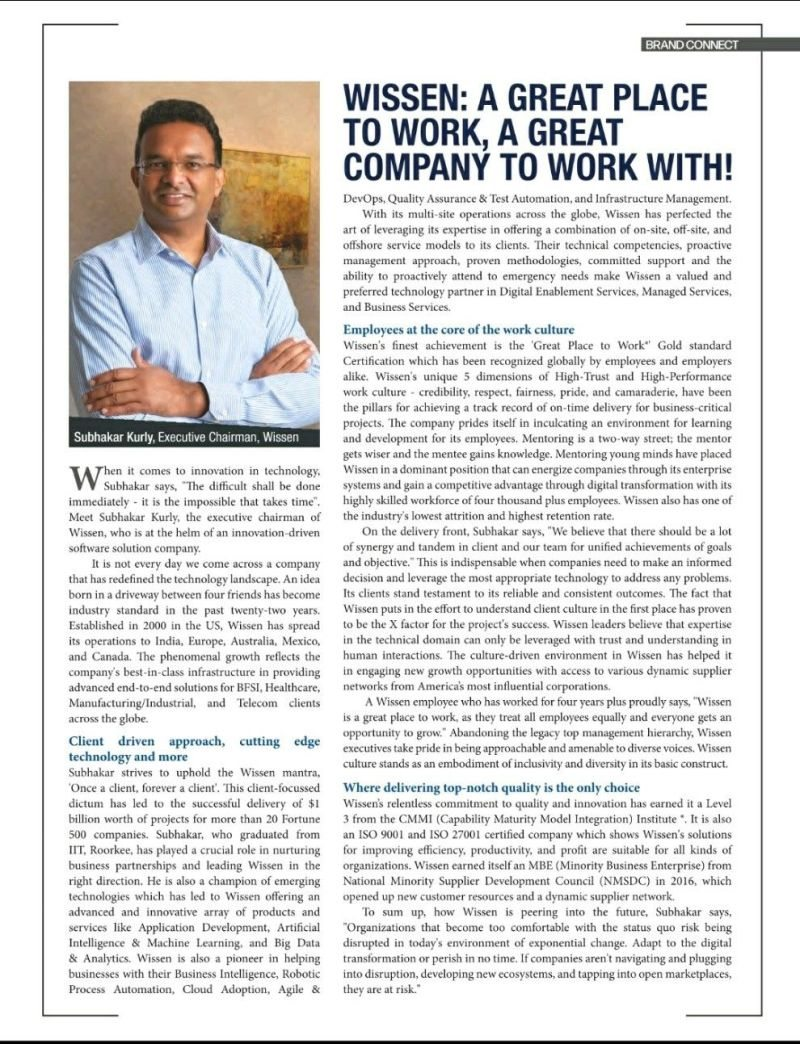 BRAND CONNECT
WISSEN: A GREAT PLACE
TO WORK, A GREAT
COMPANY TO WORK WITH!
Subhakar Kurly, Executive Chairman, Wissen
When it comes to innovation in technology,
Subhakar says, "The difficult shall be done
immediately - it is the impossible that takes time".
Meet Subhakar Kurly, the executive chairman of
Wissen, who is at the helm of an innovation-driven
software solution company.
It is not every day we come across a company
that has redefined the technology landscape. An idea
born in a driveway between four friends has become
industry standard in the past twenty-two years.
Established in 2000 in the US, Wissen has spread
its operations to India, Europe, Australia, Mexico,
and Canada. The phenomenal growth reflects the
company's best-in-class infrastructure in providing
advanced end-to-end solutions for BFSI, Healthcare,
Manufacturing/Industrial, and Telecom clients
across the globe.
Client driven approach, cutting edge
technology and more
Subhakar strives to uphold the Wissen mantra,
'Once a client, forever a client'. This client-focussed
dictum has led to the successful delivery of $1
billion worth of projects for more than 20 Fortune
500 companies. Subhakar, who graduated from
IIT, Roorkee, has played a crucial role in nurturing
business partnerships and leading Wissen in the
right direction. He is also a champion of emerging
technologies which has led to Wissen offering an
advanced and innovative array of products and
services like Application Development, Artificial
Intelligence & Machine Learning, and Big Data
& Analytics. Wissen is also a pioneer in helping
businesses with their Business Intelligence, Robotic
Process Automation, Cloud Adoption, Agile &
DevOps, Quality Assurance & Test Automation, and Infrastructure Management.
With its multi-site operations across the globe, Wissen has perfected the
art of leveraging its expertise in offering a combination of on-site, off-site, and
offshore service models to its clients. Their technical competencies, proactive
management approach, proven methodologies, committed support and the
ability to proactively attend to emergency needs make Wissen a valued and
preferred technology partner in Digital Enablement Services, Managed Services,
and Business Services.
Employees at the core of the work culture
Wissen's finest achievement is the 'Great Place to Work*' Gold standard
Certification which has been recognized globally by employees and employers
alike. Wissen's unique 5 dimensions of High-Trust and High-Performance
work culture - credibility, respect, fairness, pride, and camaraderie, have been
the pillars for achieving a track record of on-time delivery for business-critical
projects. The company prides itself in inculcating an environment for learning
and development for its employees. Mentoring is a two-way street; the mentor
gets wiser and the mentee gains knowledge. Mentoring young minds have placed
Wissen in a dominant position that can energize companies through its enterprise
systems and gain a competitive advantage through digital transformation with its
highly skilled workforce of four thousand plus employees. Wissen also has one of
the industry's lowest attrition and highest retention rate.
On the delivery front, Subhakar says, "We believe that there should be a lot
of synergy and tandem in client and our team for unified achievements of goals
and objective." This is indispensable when companies need to make an informed
decision and leverage the most appropriate technology to address any problems.
Its clients stand testament to its reliable and consistent outcomes. The fact that
Wissen puts in the effort to understand client culture in the first place has proven
to be the X factor for the project's success. Wissen leaders believe that expertise
in the technical domain can only be leveraged with trust and understanding in
human interactions. The culture-driven environment in Wissen has helped it
in engaging new growth opportunities with access to various dynamic supplier
networks from America's most influential corporations.
A Wissen employee who has worked for four years plus proudly says, "Wissen
is a great place to work, as they treat all employees equally and everyone gets an
opportunity to grow." Abandoning the legacy top management hierarchy, Wissen
executives take pride in being approachable and amenable to diverse voices. Wissen
culture stands as an embodiment of inclusivity and diversity in its basic construct.
Where delivering top-notch quality is the only choice
Wissen's relentless commitment to quality and innovation has earned it a Level
3 from the CMMI (Capability Maturity Model Integration) Institute *. It is also
an ISO 9001 and ISO 27001 certified company which shows Wissen's solutions
for improving efficiency, productivity, and profit are suitable for all kinds of
organizations. Wissen earned itself an MBE (Minority Business Enterprise) from
National Minority Supplier Development Council (NMSDC) in 2016, which
opened up new customer resources and a dynamic supplier network.
To sum up, how Wissen is peering into the future, Subhakar says,
"Organizations that become too comfortable with the status quo risk being
disrupted in today's environment of exponential change. Adapt to the digital
transformation or perish in no time. If companies aren't navigating and plugging
into disruption, developing new ecosystems, and tapping into open marketplaces,
they are at risk."